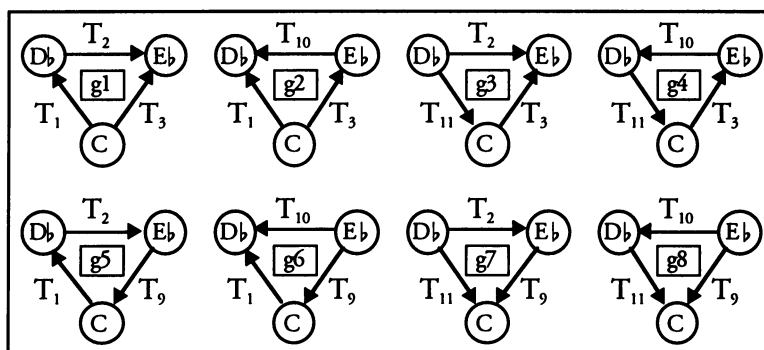 T₂ T₁₀ T₂ T₁₀
D♭ E♭ D♭ E♭ D♭ E♭ D♭ E♭
g1 g2 g3 g4
T₁ T₃ T₁ T₃ T₁₁ T₃ T₁₁ T₃
C C C C
T₂ T₁₀ T₂ T₁₀
D♭ E♭ D♭ E♭ D♭ E♭ D♭ E♭
g5 g6 g7 g8
T₁ T₉ T₁ T₉ T₁₁ T₉ T₁₁ T₉
C C C C